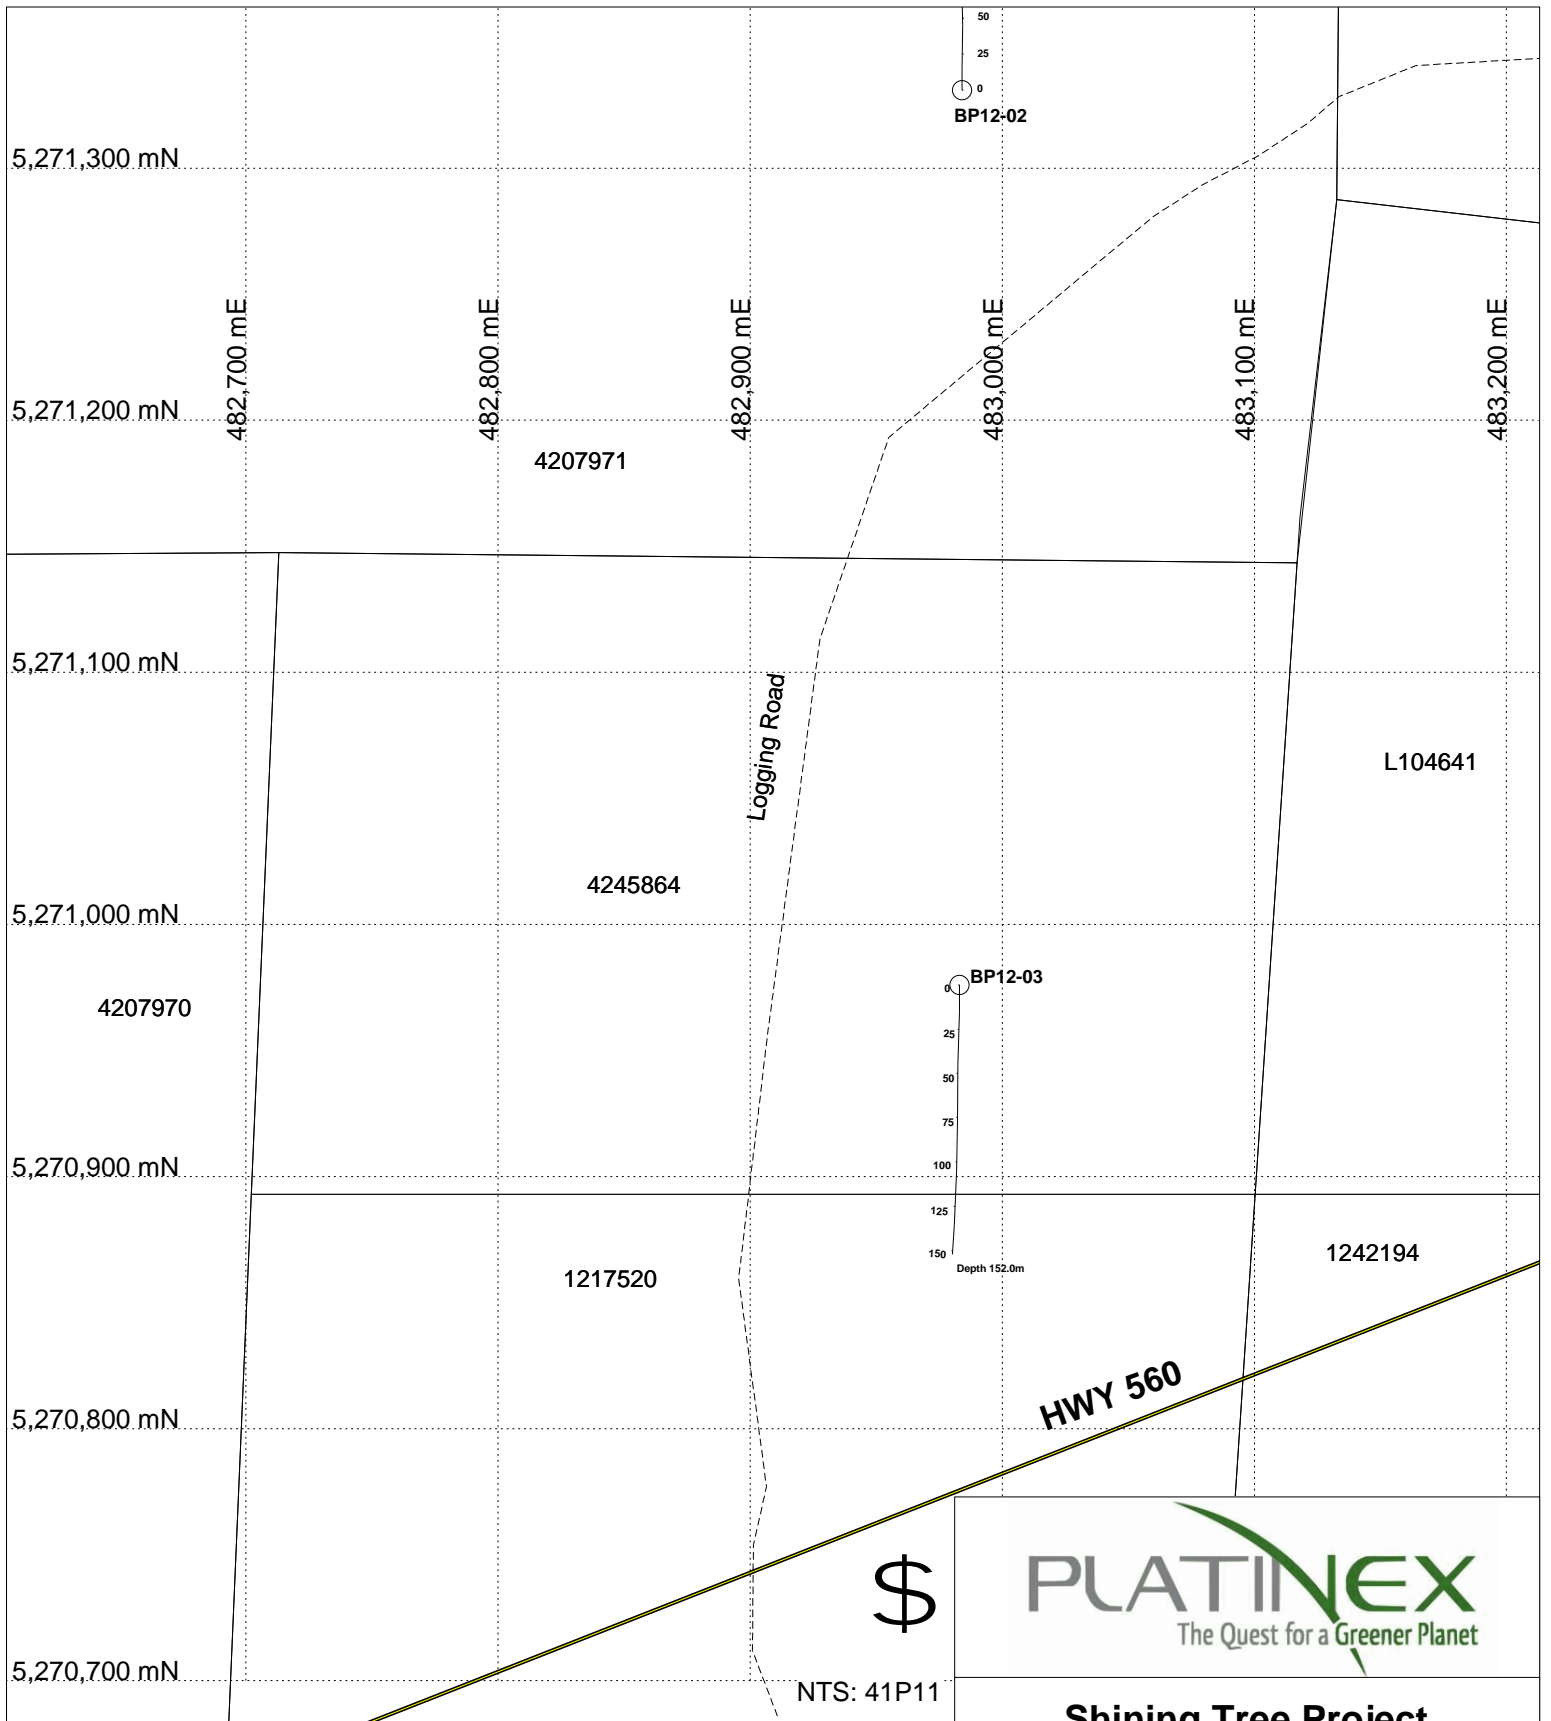 50
25
0
BP12-02
5,271,300 mN
482,700 mE
482,800 mE
482,900 mE
483,000 mE
483,100 mE
483,200 mE
5,271,200 mN
4207971
5,271,100 mN
Logging Road
L104641
4245864
5,271,000 mN
BP12-03
0
4207970
25
50
75
100
5,270,900 mN
125
150
Depth 152.0m
1217520
1242194
HWY 560
5,270,800 mN
$
PLATINEX
The Quest for a Greener Planet
5,270,700 mN
NTS: 41P11
Shining Tree Project